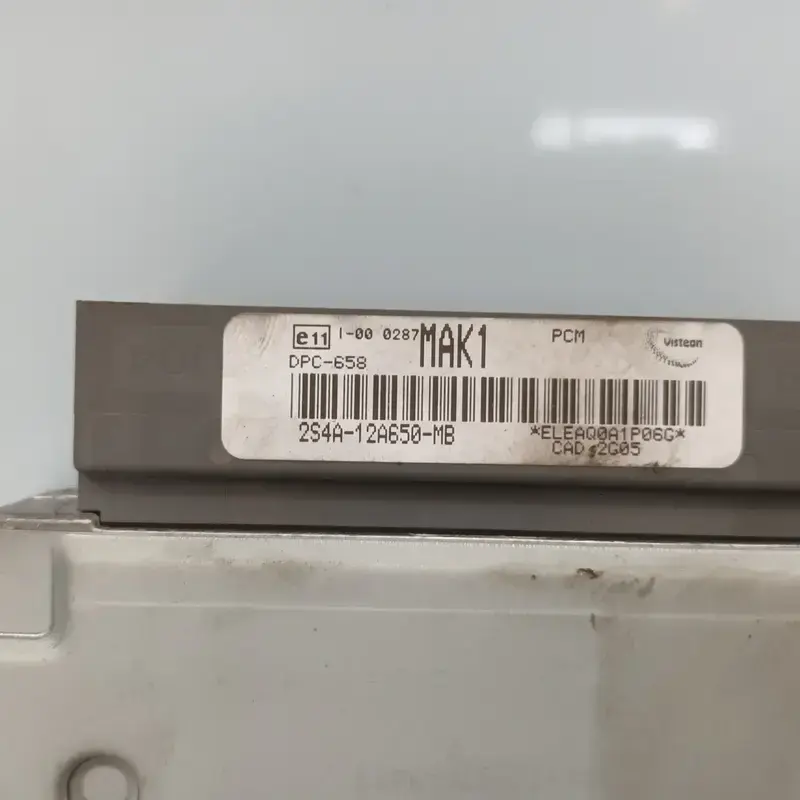 e11 I-00 0287 MAK1 PCM Visteon
DPC-658
2S4A-12A650-MB *ELEAQ0A1P06G*
CAD 2G05